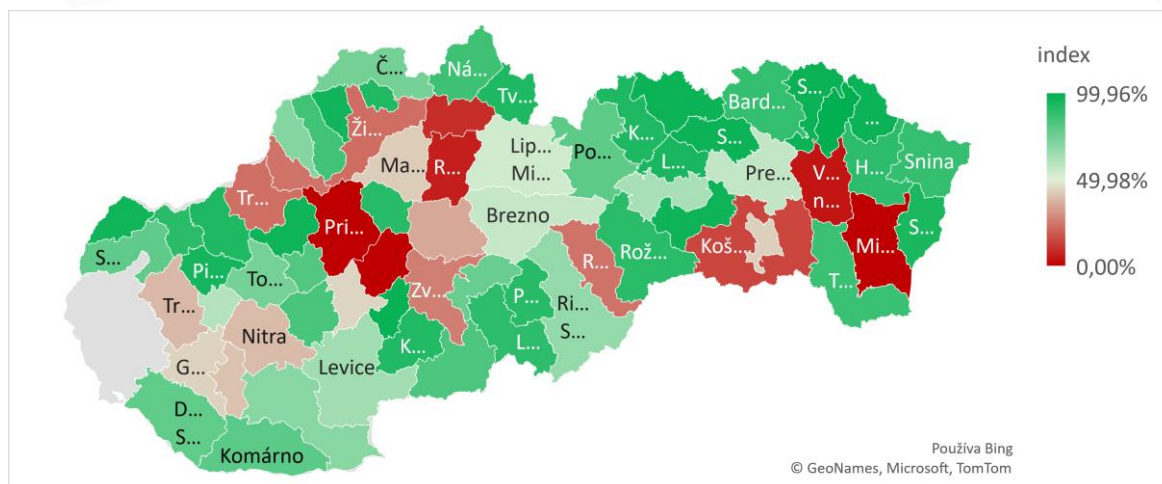 index
99,96%
49,98%
0,00%
Č...
Ná...
Tv...
Ži...
Ma...
R...
Lip...
Mi...
Po...
K...
S...
L...
Bard...
S...
...
Pre...
V...
n...
H...
Snina
Tr...
Pri...
Brezno
Rož...
Koš...
Mi...
S...
S...
Pi...
To...
Zv...
R...
T...
Tr...
Nitra
P...
Ri...
S...
G...
Levice
K...
L...
D...
S...
Komárno
Používa Bing
© GeoNames, Microsoft, TomTom